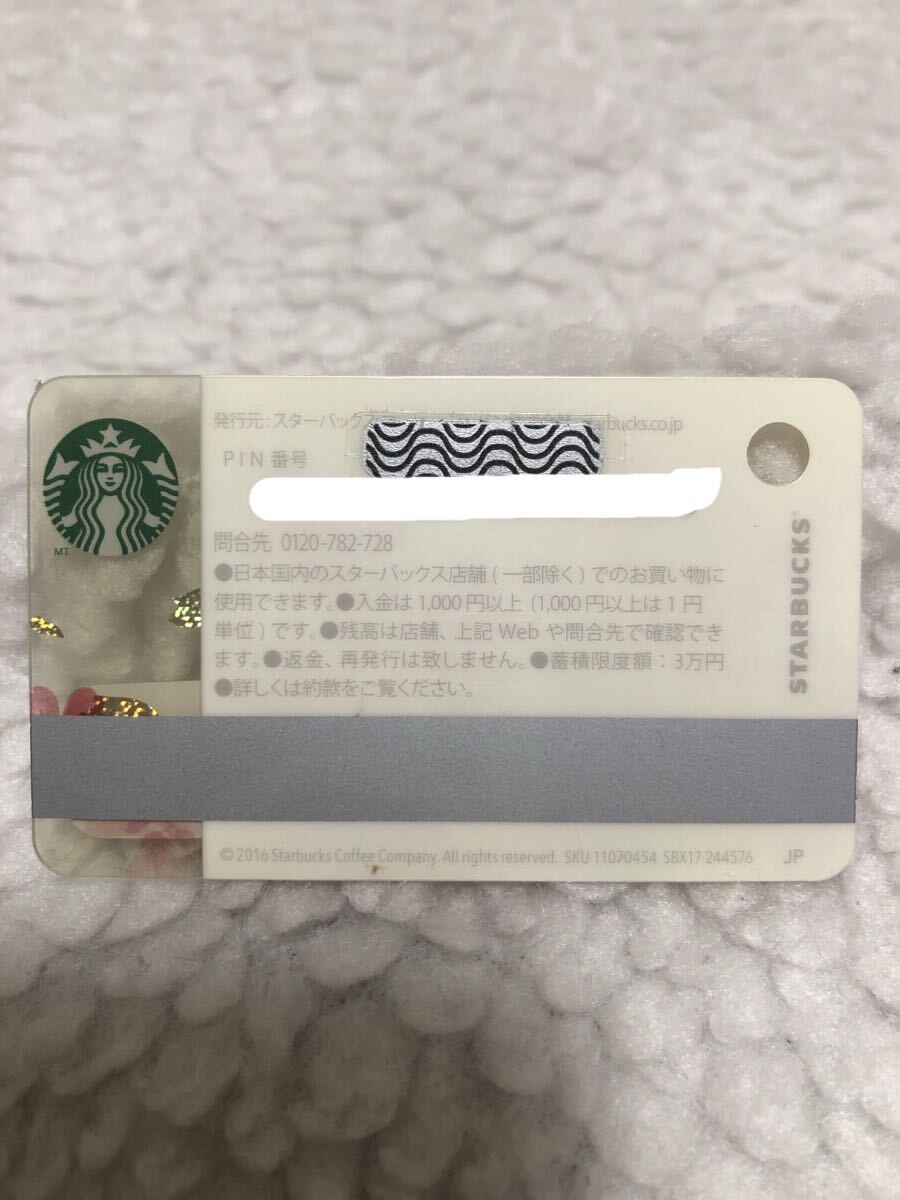 発行元：スターバックス
starbucks.co.jp
PIN 番号
問合先 0120-782-728
●日本国内のスターバックス店舗 ( 一部除く ) でのお買い物に
使用できます。●入金は 1,000 円以上 (1,000 円以上は 1 円
単位 ) です。●残高は店舗、上記 Web や問合先で確認でき
ます。●返金、再発行は致しません。●蓄積限度額：3万円
●詳しくは約款をご覧ください。
© 2016 Starbucks Coffee Company. All rights reserved. SKU 11070454 SBX17-244576 JP
STARBUCKS®
MT